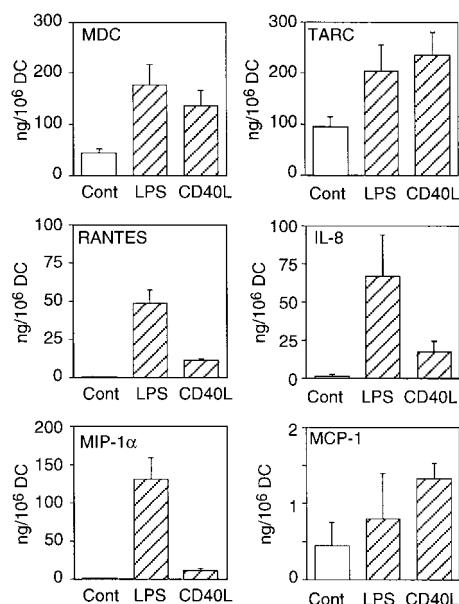 MDC
ng/10⁶ DC
300
200
100
0
Cont LPS CD40L
TARC
ng/10⁶ DC
300
200
100
0
Cont LPS CD40L
RANTES
ng/10⁶ DC
100
75
50
25
0
Cont LPS CD40L
IL-8
ng/10⁶ DC
100
75
50
25
0
Cont LPS CD40L
MIP-1α
ng/10⁶ DC
200
150
100
50
0
Cont LPS CD40L
MCP-1
ng/10⁶ DC
2
1
0
Cont LPS CD40L